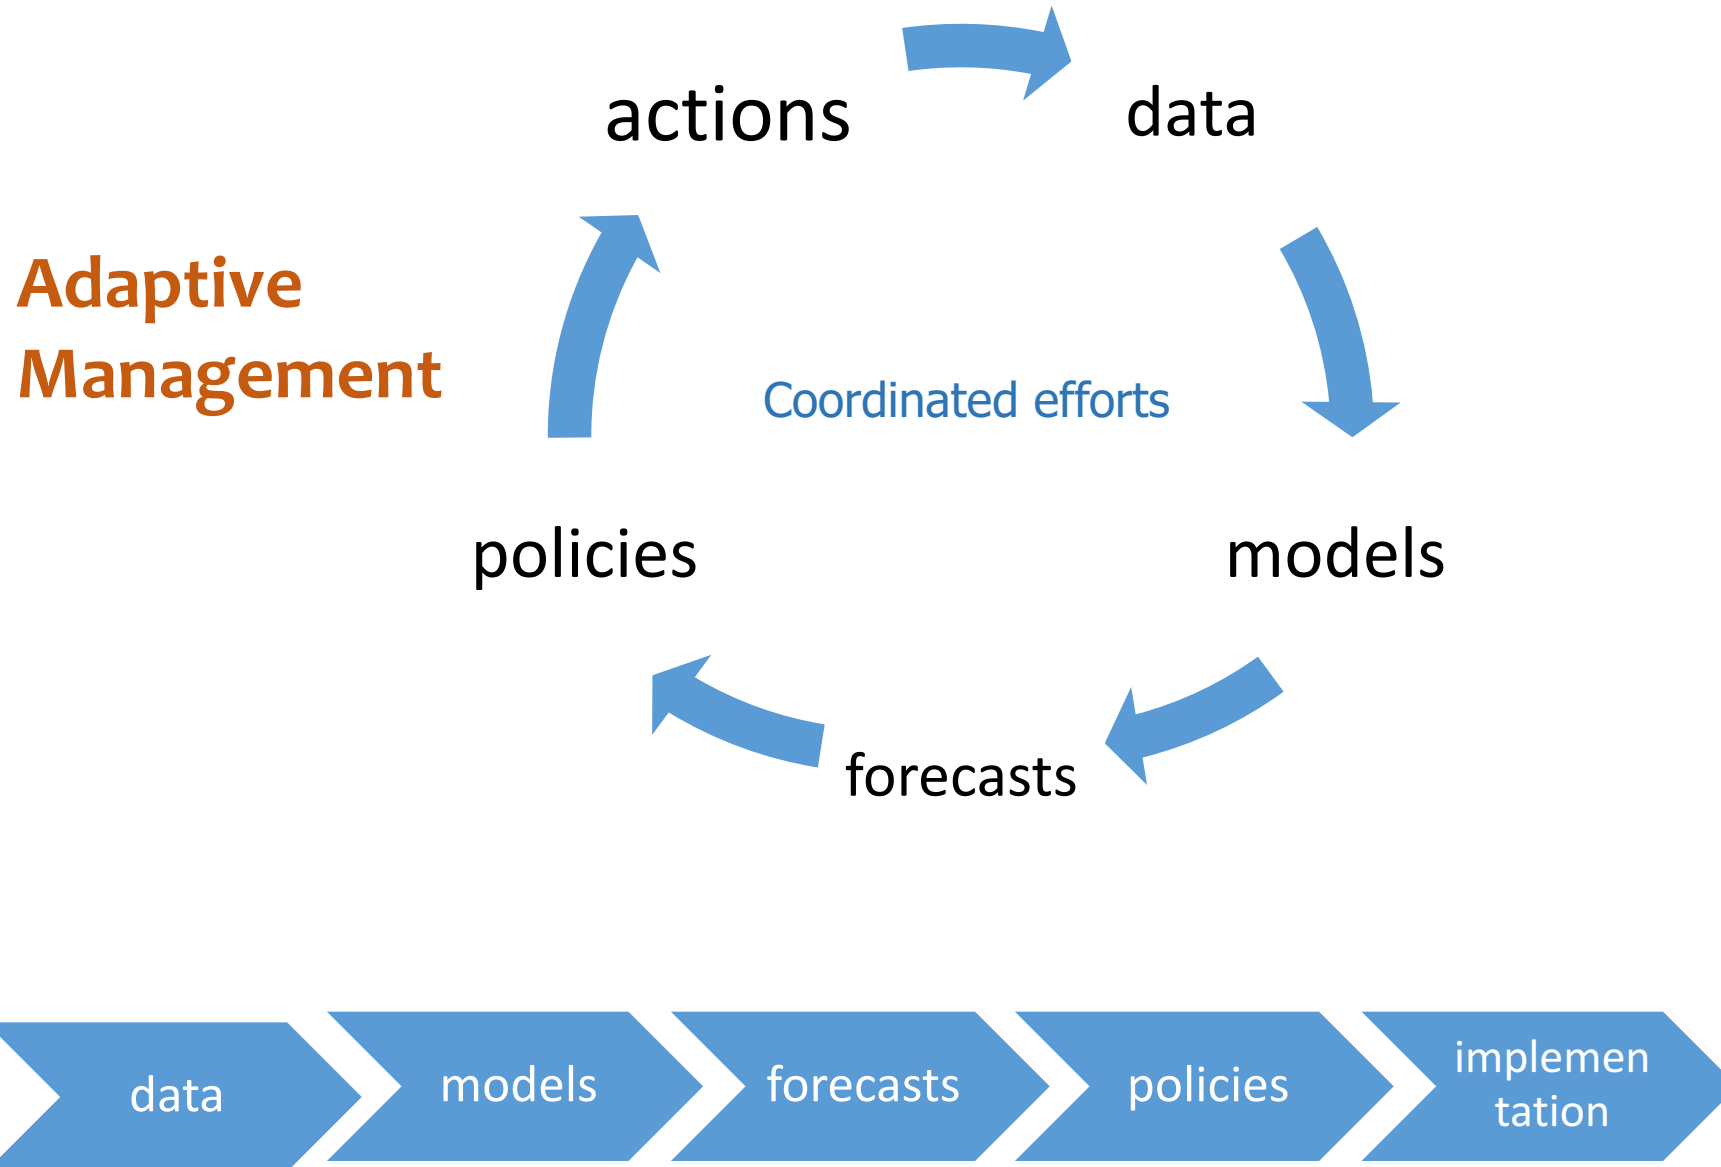 actions
data
Adaptive
Management
Coordinated efforts
policies
models
forecasts
data
models
forecasts
policies
implemen
tation